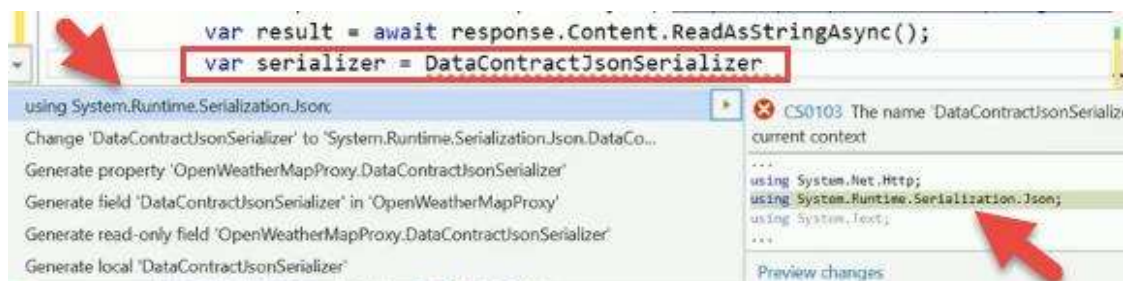 var result = await response.Content.ReadAsStringAsync();
var serializer = DataContractJsonSerializer
using System.Runtime.Serialization.Json;
Change 'DataContractJsonSerializer' to 'System.Runtime.Serialization.Json.DataCo...
Generate property 'OpenWeatherMapProxy.DataContractJsonSerializer'
Generate field 'DataContractJsonSerializer' in 'OpenWeatherMapProxy'
Generate read-only field 'OpenWeatherMapProxy.DataContractJsonSerializer'
Generate local 'DataContractJsonSerializer'
CS0103 The name 'DataContractJsonSerialize
current context
...
using System.Net.Http;
using System.Runtime.Serialization.Json;
using System.Text;
...
Preview changes